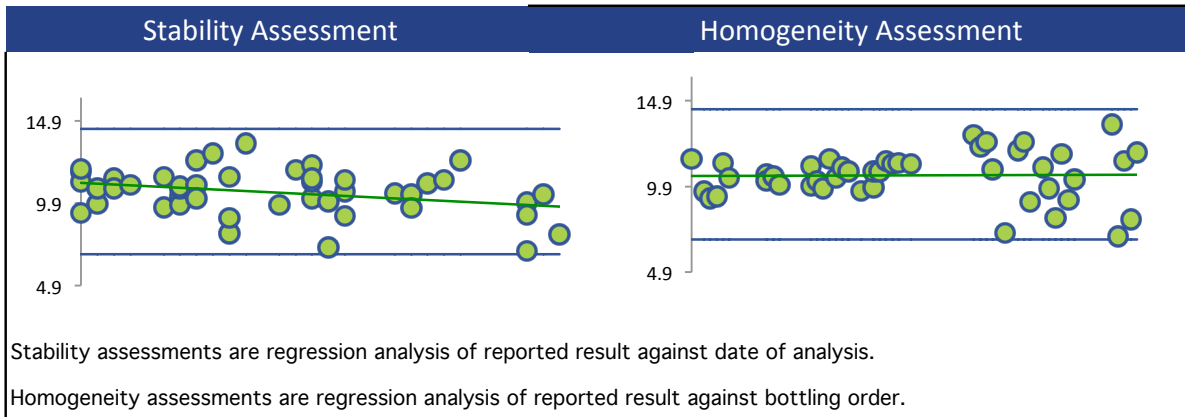 Stability Assessment
Homogeneity Assessment
14.9
9.9
4.9
14.9
9.9
4.9
Stability assessments are regression analysis of reported result against date of analysis.
Homogeneity assessments are regression analysis of reported result against bottling order.